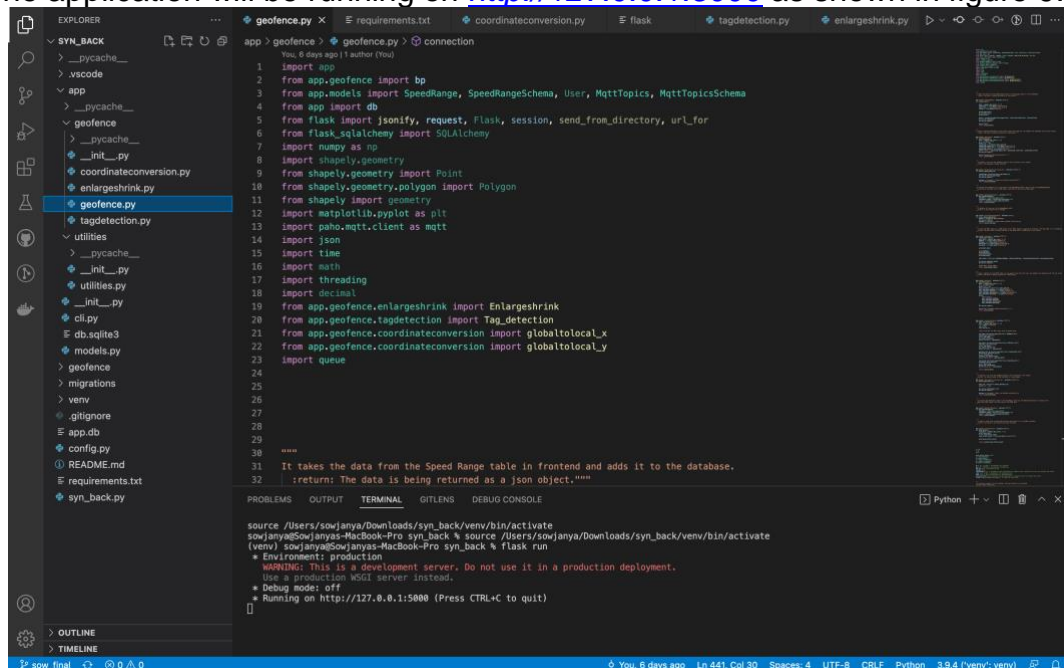 The application will be running on http://127.0.0.1:5000 as shown in figure
EXPLORER
SYN_BACK
__pycache__
.vscode
app
__pycache__
geofence
__pycache__
__init__.py
coordinateconversion.py
enlargeshrink.py
geofence.py
tagdetection.py
utilities
__pycache__
__init__.py
utilities.py
__init__.py
cli.py
db.sqlite3
models.py
geofence
migrations
venv
.gitignore
app.db
config.py
README.md
requirements.txt
syn_back.py
OUTLINE
TIMELINE
geofence.py requirements.txt coordinateconversion.py flask tagdetection.py enlargeshrink.py
app > geofence > geofence.py > connection
You, 6 days ago | 1 author (You)
1 import app
2 from app.geofence import bp
3 from app.models import SpeedRange, SpeedRangeSchema, User, MqttTopics, MqttTopicsSchema
4 from app import db
5 from flask import jsonify, request, Flask, session, send_from_directory, url_for
6 from flask_sqlalchemy import SQLAlchemy
7 import numpy as np
8 import shapely.geometry
9 from shapely.geometry import Point
10 from shapely.geometry.polygon import Polygon
11 from shapely import geometry
12 import matplotlib.pyplot as plt
13 import paho.mqtt.client as mqtt
14 import json
15 import time
16 import math
17 import threading
18 import decimal
19 from app.geofence.enlargeshrink import Enlargeshrink
20 from app.geofence.tagdetection import Tag_detection
21 from app.geofence.coordinateconversion import globaltolocal_x
22 from app.geofence.coordinateconversion import globaltolocal_y
23 import queue
24
25
26
27
28
29
30 """
31 It takes the data from the Speed Range table in frontend and adds it to the database.
32 :return: The data is being returned as a json object."""
PROBLEMS OUTPUT TERMINAL GITLENS DEBUG CONSOLE
Python
source /Users/sowjanya/Downloads/syn_back/venv/bin/activate
sowjanya@Sowjanyas-MacBook-Pro syn_back % source /Users/sowjanya/Downloads/syn_back/venv/bin/activate
(venv) sowjanya@Sowjanyas-MacBook-Pro syn_back % flask run
* Environment: production
WARNING: This is a development server. Do not use it in a production deployment.
Use a production WSGI server instead.
* Debug mode: off
* Running on http://127.0.0.1:5000 (Press CTRL+C to quit)
sow_final 0 0 You, 6 days ago Ln 441, Col 30 Spaces: 4 UTF-8 CRLF Python 3.9.4 ('venv': venv)